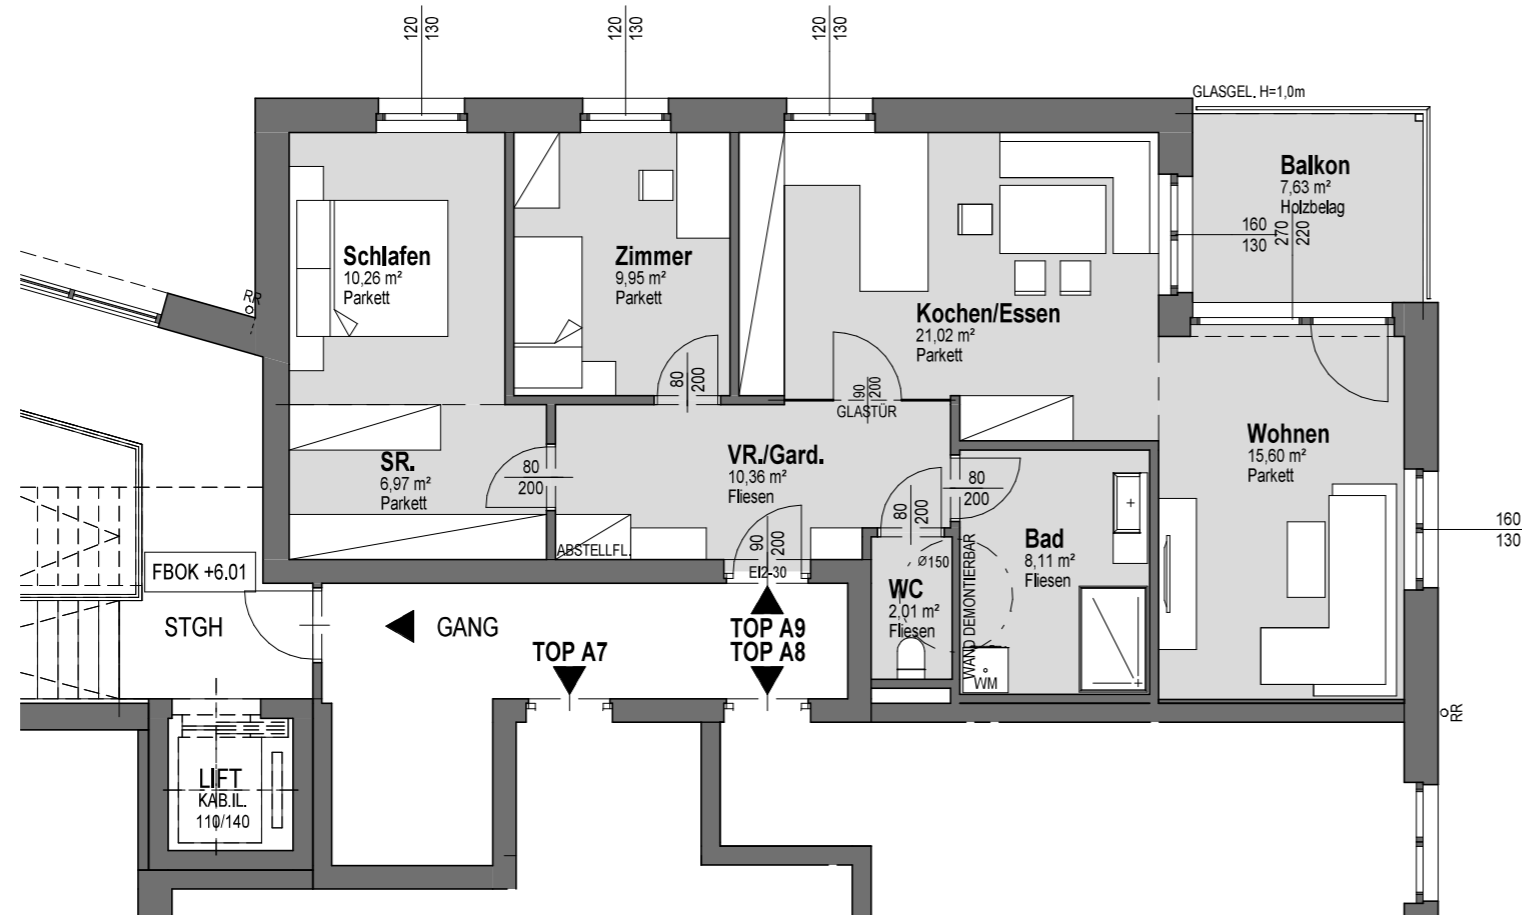 120
130
120
130
120
130
GLASGEL. H=1,0m
Balkon
7,63 m²
Holzbelag
160
130
270
220
Schlafen
10,26 m²
Parkett
Zimmer
9,95 m²
Parkett
RR
Kochen/Essen
21,02 m²
Parkett
80
200
90
200
GLASTÜR
Wohnen
15,60 m²
Parkett
SR.
6,97 m²
Parkett
80
200
VR./Gard.
10,36 m²
Fliesen
80
200
80
200
90
200
EI2-30
ABSTELLFL.
160
130
Bad
8,11 m²
Fliesen
Ø150
WC
2,01 m²
Fliesen
WAND DEMONTIERBAR
WM
FBOK +6.01
STGH
GANG
TOP A9
TOP A8
TOP A7
RR
LIFT
KAB.IL.
110/140